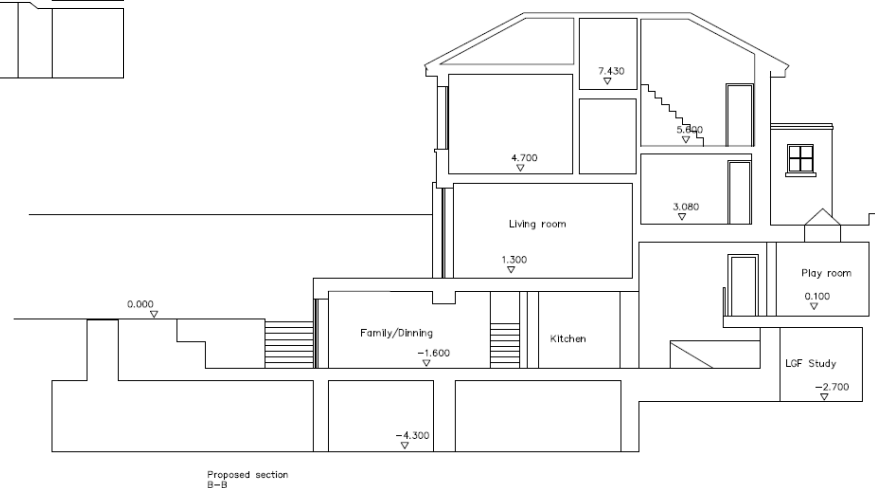 7.430
5.600
4.700
3.080
Living room
1.300
Play room
0.100
0.000
Family/Dinning
-1.600
Kitchen
LGF Study
-2.700
-4.300
Proposed section
B-B